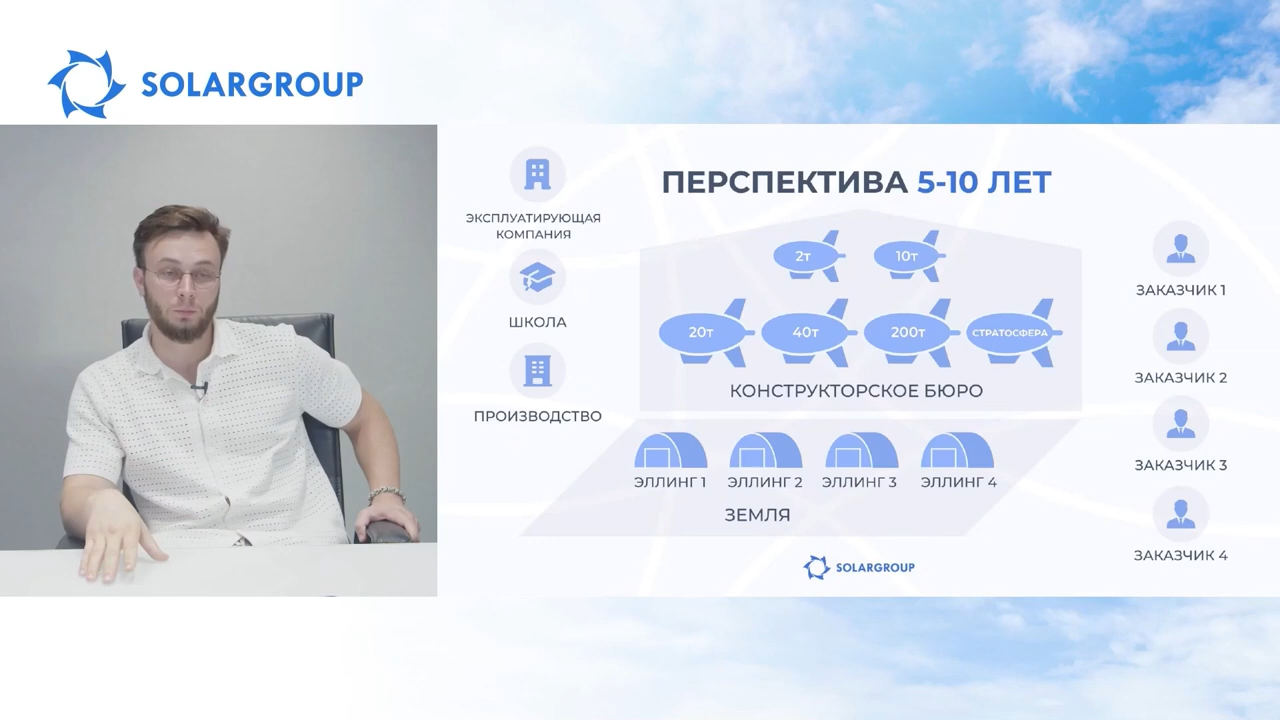 SOLARGROUP
ПЕРСПЕКТИВА 5-10 ЛЕТ
ЭКСПЛУАТИРУЮЩАЯ
КОМПАНИЯ
ШКОЛА
ПРОИЗВОДСТВО
2т
10т
20т
40т
200т
СТРАТОСФЕРА
КОНСТРУКТОРСКОЕ БЮРО
ЭЛЛИНГ 1
ЭЛЛИНГ 2
ЭЛЛИНГ 3
ЭЛЛИНГ 4
ЗЕМЛЯ
SOLARGROUP
ЗАКАЗЧИК 1
ЗАКАЗЧИК 2
ЗАКАЗЧИК 3
ЗАКАЗЧИК 4